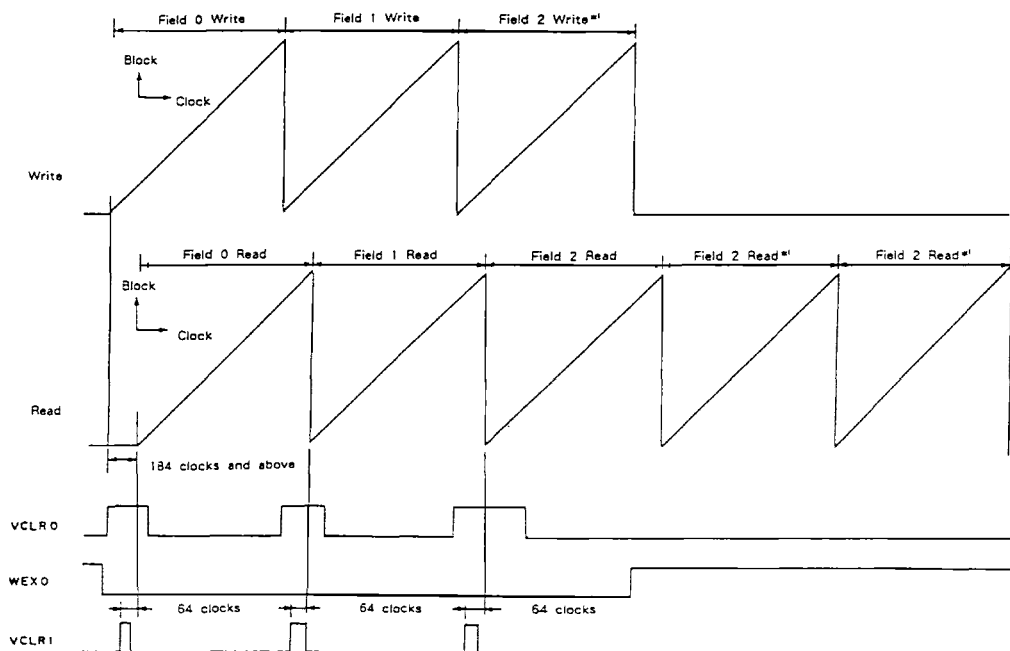 Field 0 Write Field 1 Write Field 2 Write*1
Block
Clock
Write
Field 0 Read Field 1 Read Field 2 Read Field 2 Read*1 Field 2 Read*1
Block
Clock
Read
184 clocks and above
VCLR0
WEX0
64 clocks 64 clocks 64 clocks
VCLR1